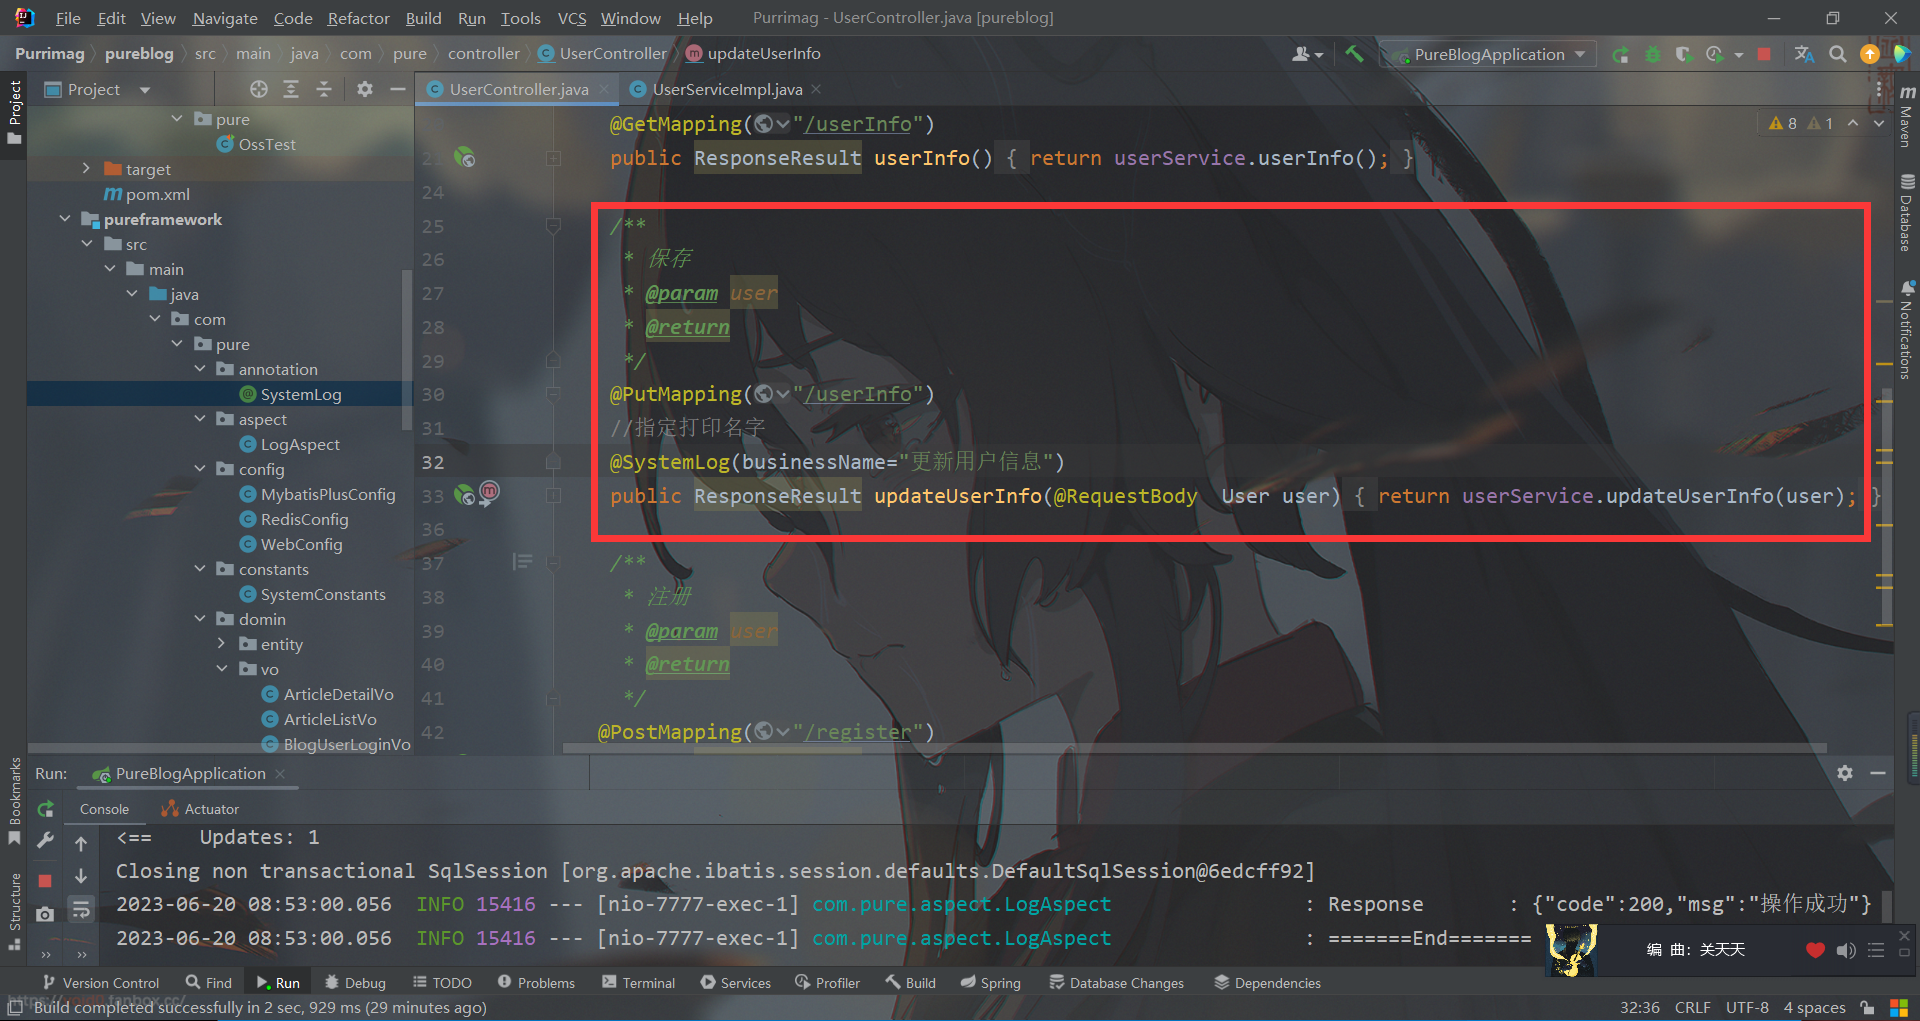 File Edit View Navigate Code Refactor Build Run Tools VCS Window Help Purrimag - UserController.java [pureblog]
Purrimag pureblog src main java com pure controller UserController updateUserInfo PureBlogApplication
Project
Project
UserController.java UserServiceImpl.java
Maven
Database
Notifications
8 1
pure
OssTest
target
pom.xml
pureframework
src
main
java
com
pure
annotation
SystemLog
aspect
LogAspect
config
MybatisPlusConfig
RedisConfig
WebConfig
constants
SystemConstants
domin
entity
vo
ArticleDetailVo
ArticleListVo
BlogUserLoginVo
@GetMapping("/userInfo")
public ResponseResult userInfo() { return userService.userInfo(); }
24
25 /**
26 * 保存
27 * @param user
28 * @return
29 */
30 @PutMapping("/userInfo")
31 //指定打印名字
32 @SystemLog(businessName="更新用户信息")
33 public ResponseResult updateUserInfo(@RequestBody User user) { return userService.updateUserInfo(user); }
36
37 /**
38 * 注册
39 * @param user
40 * @return
41 */
42 @PostMapping("/register")
Bookmarks
Structure
Run: PureBlogApplication
Console Actuator
<== Updates: 1
Closing non transactional SqlSession [org.apache.ibatis.session.defaults.DefaultSqlSession@6edcff92]
2023-06-20 08:53:00.056 INFO 15416 --- [nio-7777-exec-1] com.pure.aspect.LogAspect : Response : {"code":200,"msg":"操作成功"}
2023-06-20 08:53:00.056 INFO 15416 --- [nio-7777-exec-1] com.pure.aspect.LogAspect : =======End=======
编 曲: 关天天
Version Control Find Run Debug TODO Problems Terminal Services Profiler Build Spring Database Changes Dependencies
Build completed successfully in 2 sec, 929 ms (29 minutes ago)
32:36 CRLF UTF-8 4 spaces